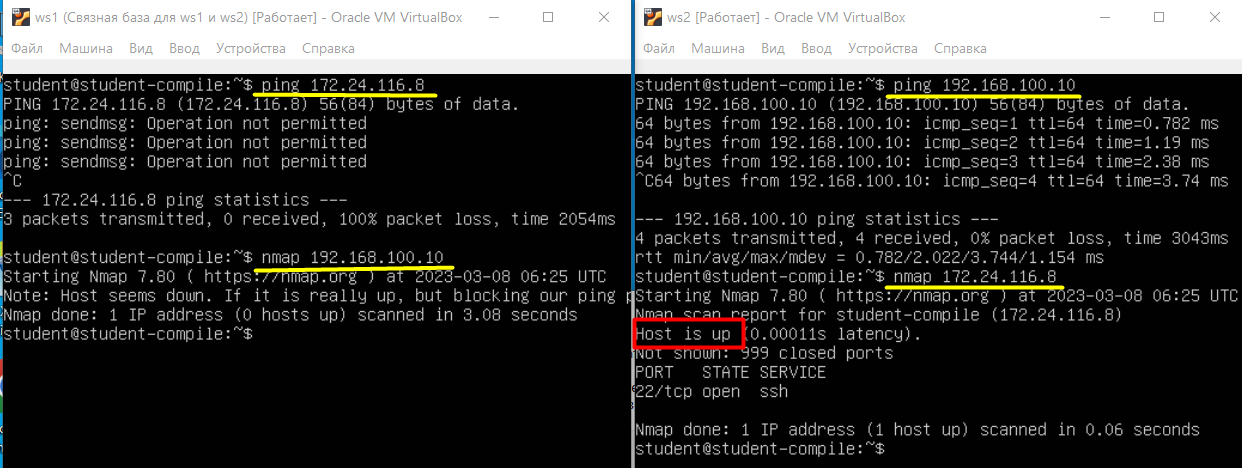 ws1 (Связная база для ws1 и ws2) [Работает] - Oracle VM VirtualBox
Файл Машина Вид Ввод Устройства Справка
student@student-compile:~$ ping 172.24.116.8
PING 172.24.116.8 (172.24.116.8) 56(84) bytes of data.
ping: sendmsg: Operation not permitted
ping: sendmsg: Operation not permitted
ping: sendmsg: Operation not permitted
^C
--- 172.24.116.8 ping statistics ---
3 packets transmitted, 0 received, 100% packet loss, time 2054ms
student@student-compile:~$ nmap 192.168.100.10
Starting Nmap 7.80 ( https://nmap.org ) at 2023-03-08 06:25 UTC
Note: Host seems down. If it is really up, but blocking our ping p
Nmap done: 1 IP address (0 hosts up) scanned in 3.08 seconds
student@student-compile:~$
ws2 [Работает] - Oracle VM VirtualBox
Файл Машина Вид Ввод Устройства Справка
student@student-compile:~$ ping 192.168.100.10
PING 192.168.100.10 (192.168.100.10) 56(84) bytes of data.
64 bytes from 192.168.100.10: icmp_seq=1 ttl=64 time=0.782 ms
64 bytes from 192.168.100.10: icmp_seq=2 ttl=64 time=1.19 ms
64 bytes from 192.168.100.10: icmp_seq=3 ttl=64 time=2.38 ms
^C64 bytes from 192.168.100.10: icmp_seq=4 ttl=64 time=3.74 ms
--- 192.168.100.10 ping statistics ---
4 packets transmitted, 4 received, 0% packet loss, time 3043ms
rtt min/avg/max/mdev = 0.782/2.022/3.744/1.154 ms
student@student-compile:~$ nmap 172.24.116.8
Starting Nmap 7.80 ( https://nmap.org ) at 2023-03-08 06:25 UTC
Nmap scan report for student-compile (172.24.116.8)
Host is up (0.00011s latency).
Not shown: 999 closed ports
PORT STATE SERVICE
22/tcp open ssh
Nmap done: 1 IP address (1 host up) scanned in 0.06 seconds
student@student-compile:~$